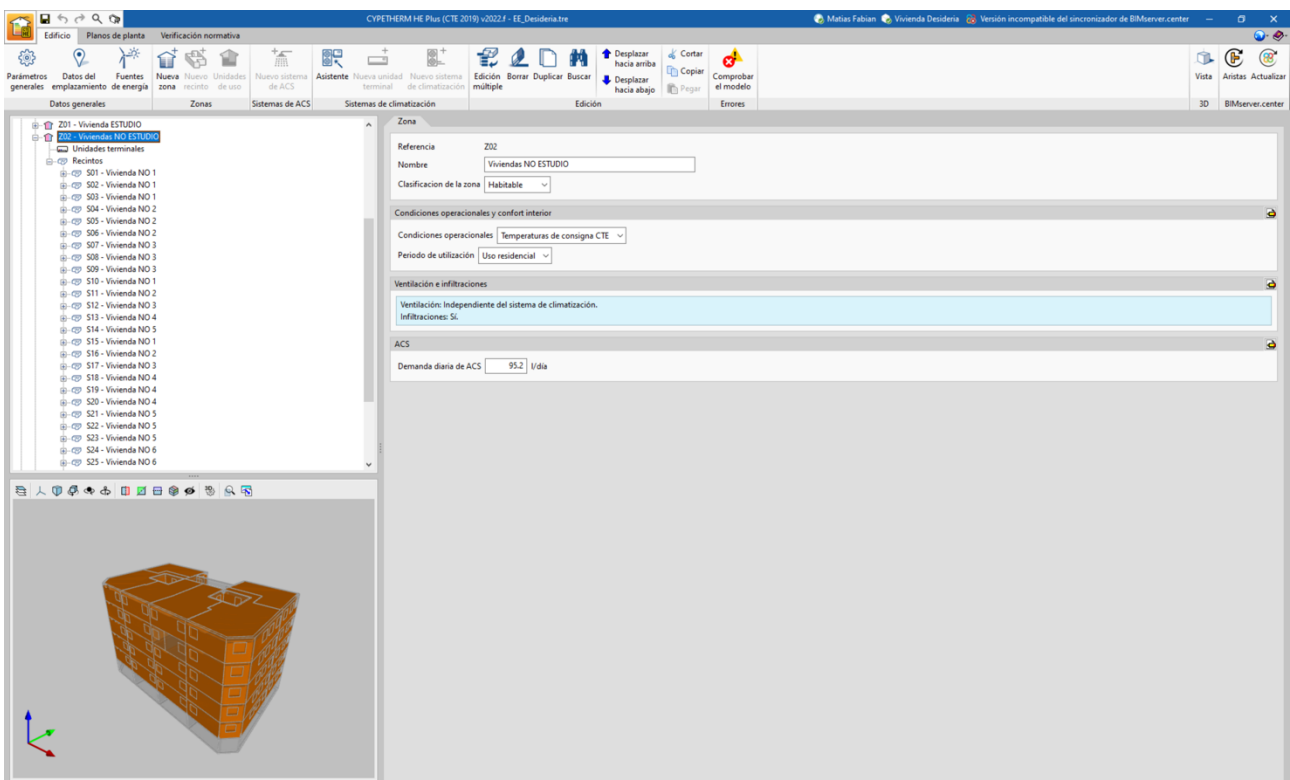 CYPETHERM HE Plus (CTE 2019) v2022.f - EE_Desideria.tre
Matias Fabian
Vivienda Desideria
Versión incompatible del sincronizador de BIMserver.center
Edificio
Planos de planta
Verificación normativa
Parámetros generales
Datos del emplazamiento
Fuentes de energía
Nueva zona
Nuevo recinto
Unidades de uso
Nuevo sistema de ACS
Asistente
Nueva unidad terminal
Nuevo sistema de climatización
Edición múltiple
Borrar
Duplicar
Buscar
Desplazar hacia arriba
Desplazar hacia abajo
Cortar
Copiar
Pegar
Comprobar el modelo
Vista
Aristas
Actualizar
Datos generales
Zonas
Sistemas de ACS
Sistemas de climatización
Edición
Errores
3D
BIMserver.center
Z01 - Vivienda ESTUDIO
Z02 - Viviendas NO ESTUDIO
Unidades terminales
Recintos
S01 - Vivienda NO 1
S02 - Vivienda NO 1
S03 - Vivienda NO 1
S04 - Vivienda NO 2
S05 - Vivienda NO 2
S06 - Vivienda NO 2
S07 - Vivienda NO 3
S08 - Vivienda NO 3
S09 - Vivienda NO 3
S10 - Vivienda NO 1
S11 - Vivienda NO 2
S12 - Vivienda NO 3
S13 - Vivienda NO 4
S14 - Vivienda NO 5
S15 - Vivienda NO 1
S16 - Vivienda NO 2
S17 - Vivienda NO 3
S18 - Vivienda NO 4
S19 - Vivienda NO 4
S20 - Vivienda NO 4
S21 - Vivienda NO 5
S22 - Vivienda NO 5
S23 - Vivienda NO 5
S24 - Vivienda NO 6
S25 - Vivienda NO 6
Zona
Referencia Z02
Nombre Viviendas NO ESTUDIO
Clasificacion de la zona Habitable
Condiciones operacionales y confort interior
Condiciones operacionales Temperaturas de consigna CTE
Periodo de utilización Uso residencial
Ventilación e infiltraciones
Ventilación: Independiente del sistema de climatización.
Infiltraciones: Sí.
ACS
Demanda diaria de ACS 95.2 l/día